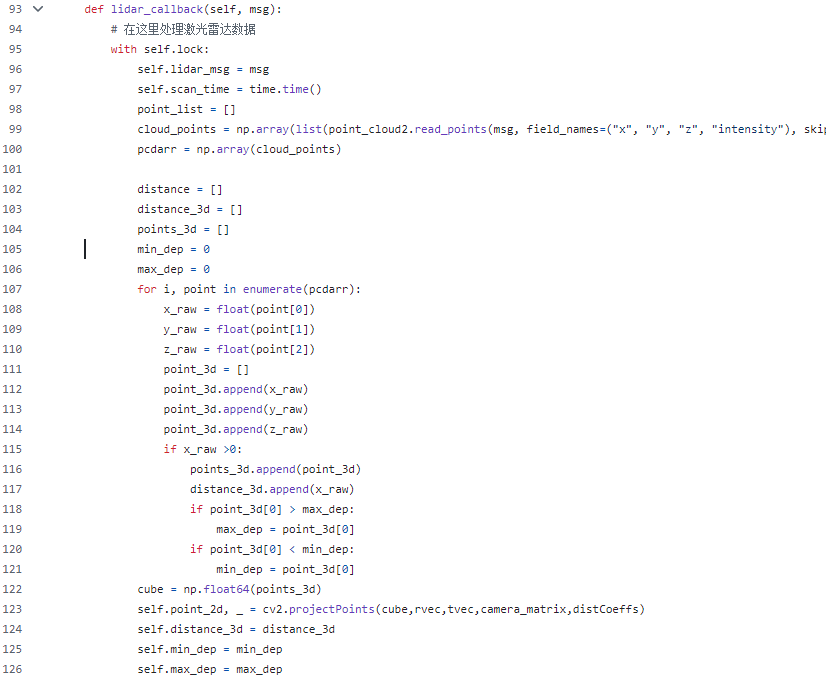 93 def lidar_callback(self, msg):
94 # 在这里处理激光雷达数据
95 with self.lock:
96 self.lidar_msg = msg
97 self.scan_time = time.time()
98 point_list = []
99 cloud_points = np.array(list(point_cloud2.read_points(msg, field_names=("x", "y", "z", "intensity"), skip
100 pcdarr = np.array(cloud_points)
101
102 distance = []
103 distance_3d = []
104 points_3d = []
105 min_dep = 0
106 max_dep = 0
107 for i, point in enumerate(pcdarr):
108 x_raw = float(point[0])
109 y_raw = float(point[1])
110 z_raw = float(point[2])
111 point_3d = []
112 point_3d.append(x_raw)
113 point_3d.append(y_raw)
114 point_3d.append(z_raw)
115 if x_raw >0:
116 points_3d.append(point_3d)
117 distance_3d.append(x_raw)
118 if point_3d[0] > max_dep:
119 max_dep = point_3d[0]
120 if point_3d[0] < min_dep:
121 min_dep = point_3d[0]
122 cube = np.float64(points_3d)
123 self.point_2d, _ = cv2.projectPoints(cube,rvec,tvec,camera_matrix,distCoeffs)
124 self.distance_3d = distance_3d
125 self.min_dep = min_dep
126 self.max_dep = max_dep